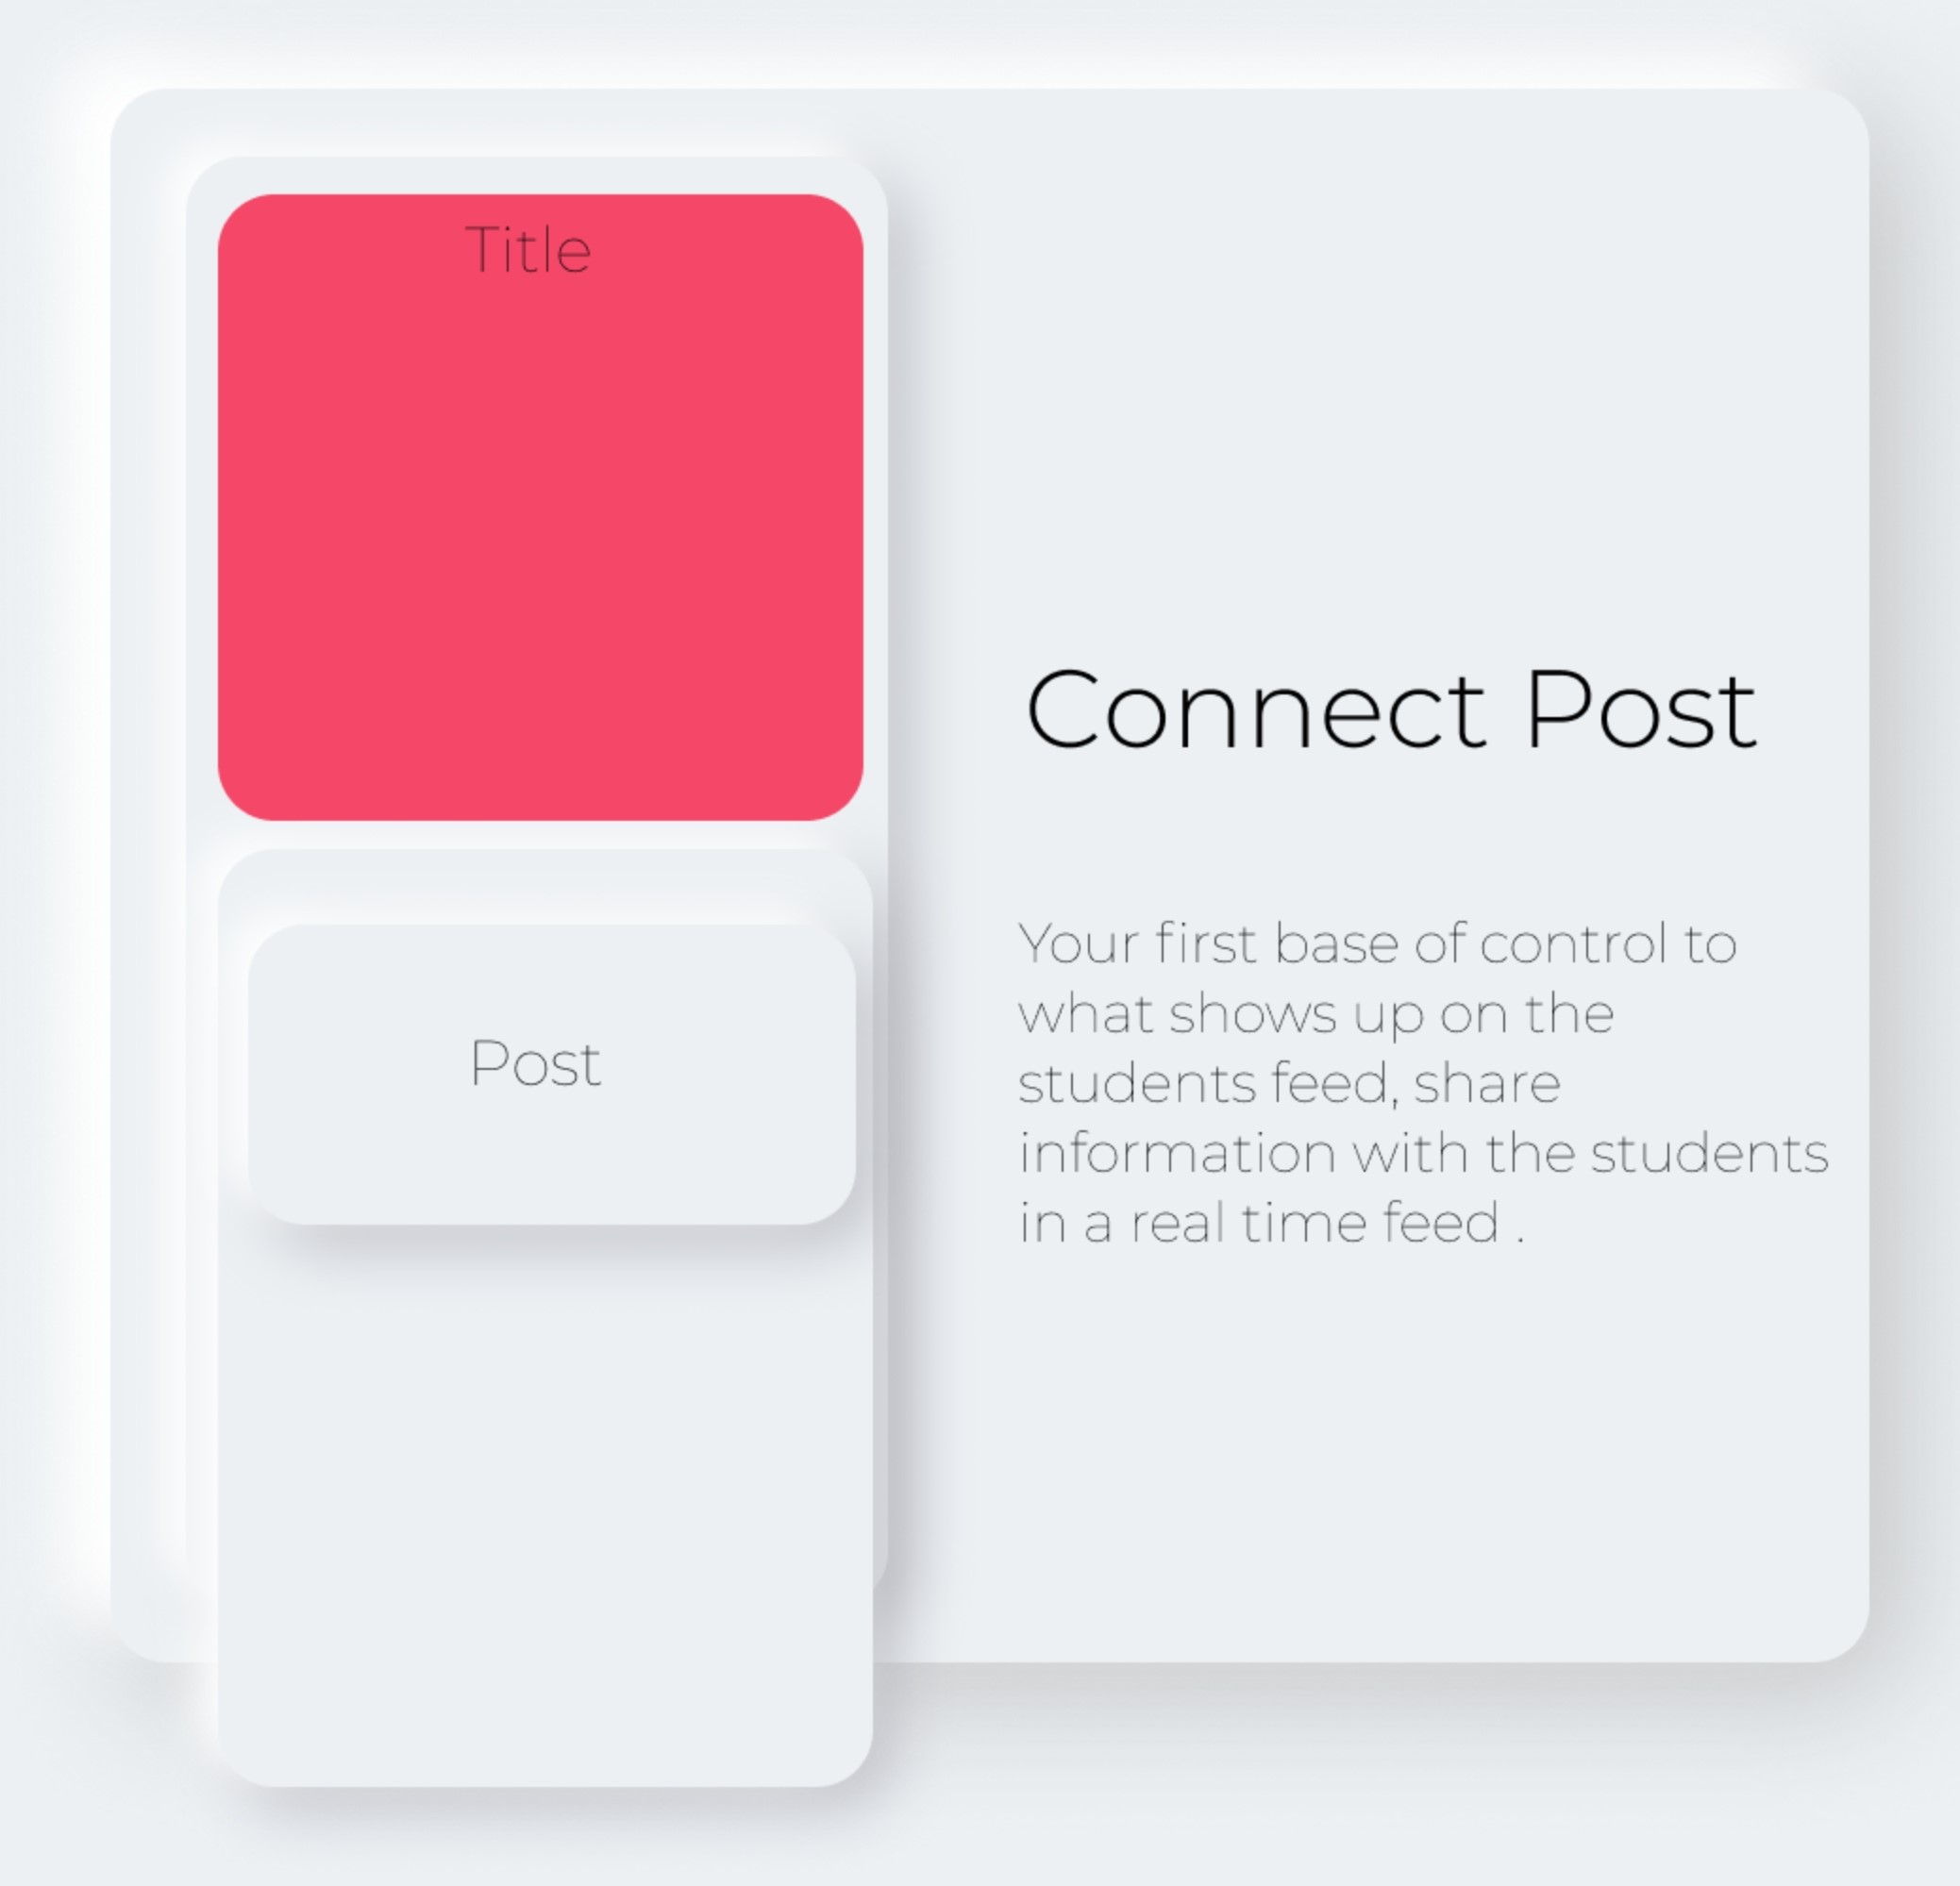 Title
Post
Connect Post
Your first base of control to
what shows up on the
students feed, share
information with the students
in a real time feed .